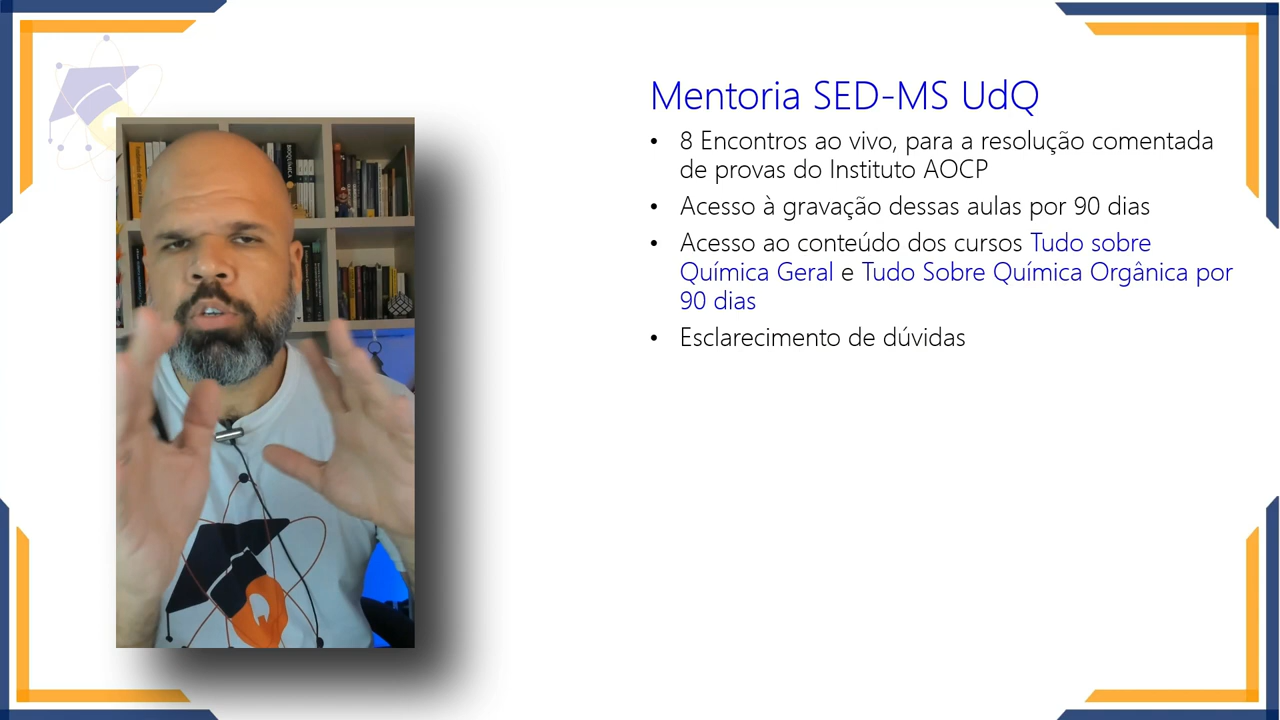 Mentoria SED-MS UdQ
• 8 Encontros ao vivo, para a resolução comentada
de provas do Instituto AOCP
• Acesso à gravação dessas aulas por 90 dias
• Acesso ao conteúdo dos cursos Tudo sobre
Química Geral e Tudo Sobre Química Orgânica por
90 dias
• Esclarecimento de dúvidas